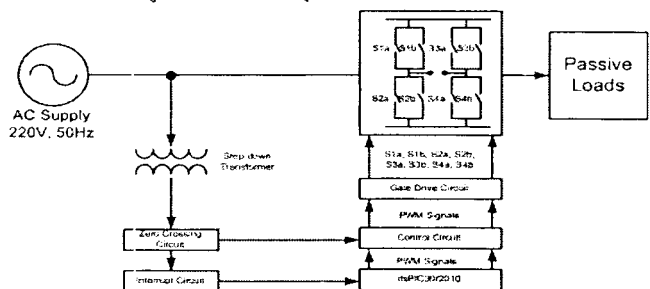 S1a S1b S3a S3b
Passive
Loads
AC Supply
220V, 50Hz
S2a S2b S4a S4b
Step down
Transformer
S1a, S1b, S2a, S2b,
S3a, S3b, S4a, S4b
Gate Drive Circuit
PWM Signals
Zero Crossing
Circuit
Control Circuit
PWM Signals
Interrupt Circuit
dsPIC30f2010